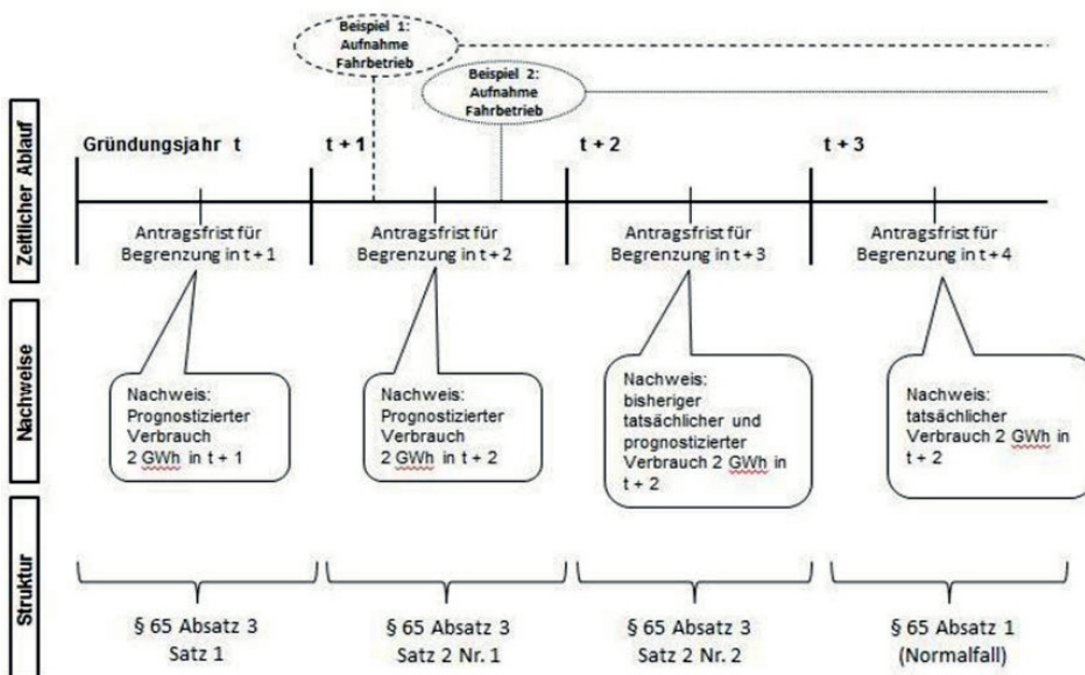 Beispiel 1:
Aufnahme
Fahrbetrieb
Beispiel 2:
Aufnahme
Fahrbetrieb
Zeitlicher Ablauf
Gründungsjahr t
t + 1
t + 2
t + 3
Antragsfrist für
Begrenzung in t + 1
Antragsfrist für
Begrenzung in t + 2
Antragsfrist für
Begrenzung in t + 3
Antragsfrist für
Begrenzung in t + 4
Nachweise
Nachweis:
Prognostizierter
Verbrauch
2 GWh in t + 1
Nachweis:
Prognostizierter
Verbrauch
2 GWh in t + 2
Nachweis:
bisheriger
tatsächlicher und
prognostizierter
Verbrauch 2 GWh in
t + 2
Nachweis:
tatsächlicher
Verbrauch 2 GWh in
t + 2
Struktur
§ 65 Absatz 3
Satz 1
§ 65 Absatz 3
Satz 2 Nr. 1
§ 65 Absatz 3
Satz 2 Nr. 2
§ 65 Absatz 1
(Normalfall)